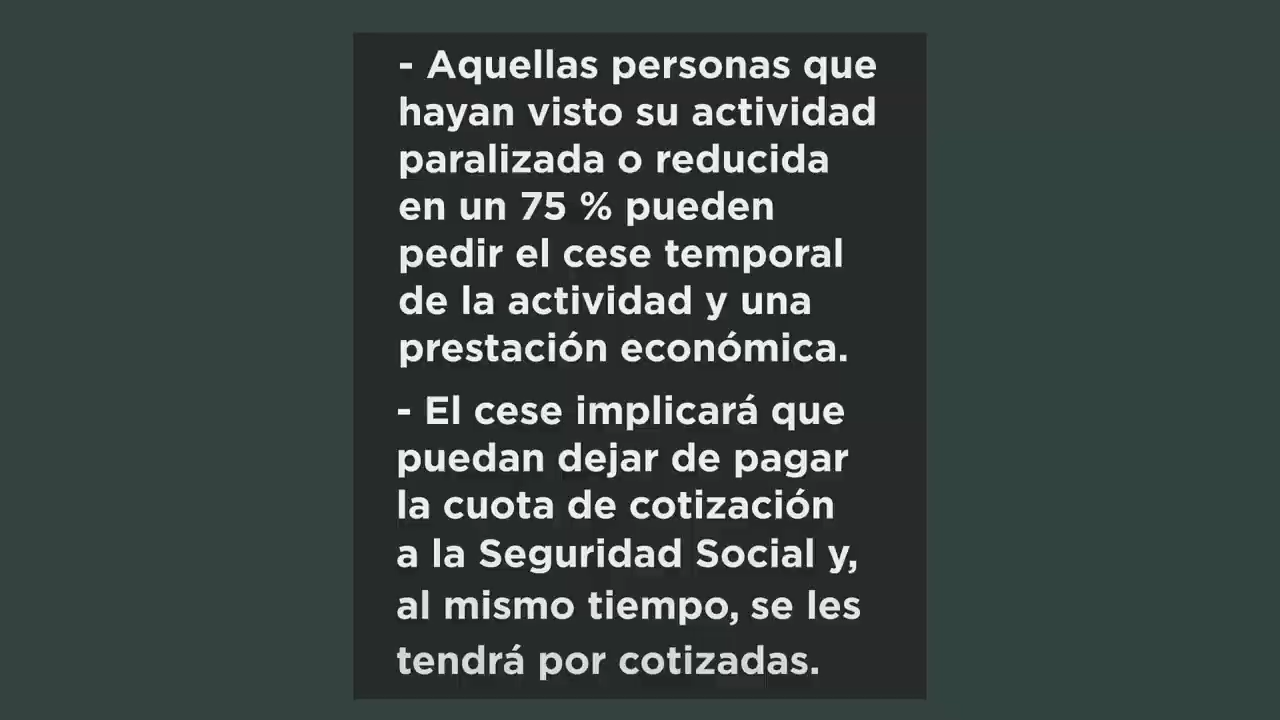 - Aquellas personas que
hayan visto su actividad
paralizada o reducida
en un 75 % pueden
pedir el cese temporal
de la actividad y una
prestación económica.
- El cese implicará que
puedan dejar de pagar
la cuota de cotización
a la Seguridad Social y,
al mismo tiempo, se les
tendrá por cotizadas.